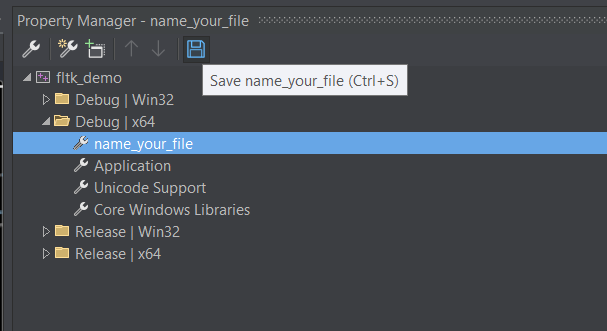 Property Manager - name_your_file
Save name_your_file (Ctrl+S)
fltk_demo
Debug | Win32
Debug | x64
name_your_file
Application
Unicode Support
Core Windows Libraries
Release | Win32
Release | x64